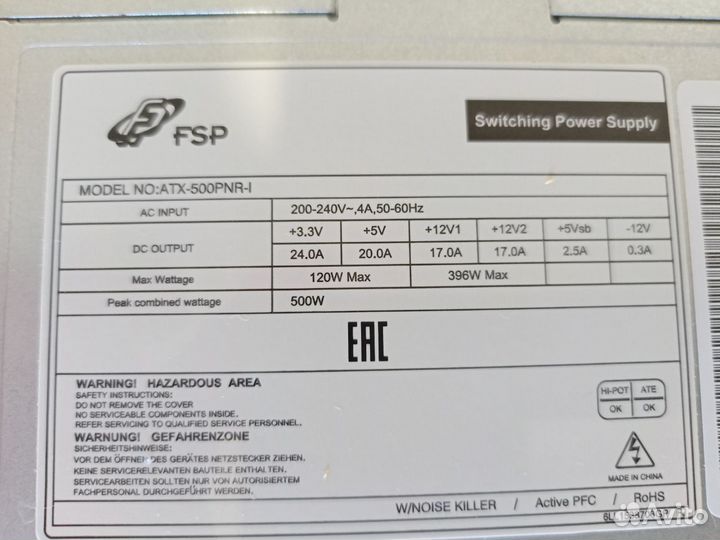 FSP
Switching Power Supply
MODEL NO:ATX-500PNR-I
AC INPUT 200-240V~,4A,50-60Hz
DC OUTPUT +3.3V +5V +12V1 +12V2 +5Vsb -12V
24.0A 20.0A 17.0A 17.0A 2.5A 0.3A
Max Wattage 120W Max 396W Max
Peak combined wattage 500W
EAC
WARNING! HAZARDOUS AREA
SAFETY INSTRUCTIONS:
DO NOT REMOVE THE COVER
NO SERVICEABLE COMPONENTS INSIDE.
REFER SERVICING TO QUALIFIED SERVICE PERSONNEL.
WARNUNG! GEFAHRENZONE
SICHERHEITSHINWEISE:
VOR DEM ÖFFNEN DES GERÄTES NETZSTECKER ZIEHEN.
KEINE SERVICERELEVANTEN BAUTEILE ENTHALTEN.
SERVICEARBEITEN SOLLTEN NUR VON AUTORISIERTEM
FACHPERSONAL DURCHGEFÜHRT WERDEN.
HI-POT ATE
OK OK
MADE IN CHINA
W/NOISE KILLER / Active PFC / RoHS
Avito